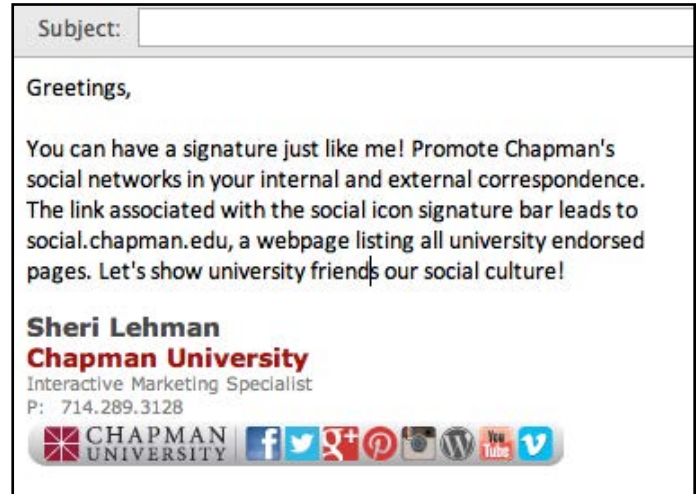 Subject:
Greetings,
You can have a signature just like me! Promote Chapman's
social networks in your internal and external correspondence.
The link associated with the social icon signature bar leads to
social.chapman.edu, a webpage listing all university endorsed
pages. Let's show university friends our social culture!
Sheri Lehman
Chapman University
Interactive Marketing Specialist
P: 714.289.3128
CHAPMAN
UNIVERSITY
f g+ You
Tube